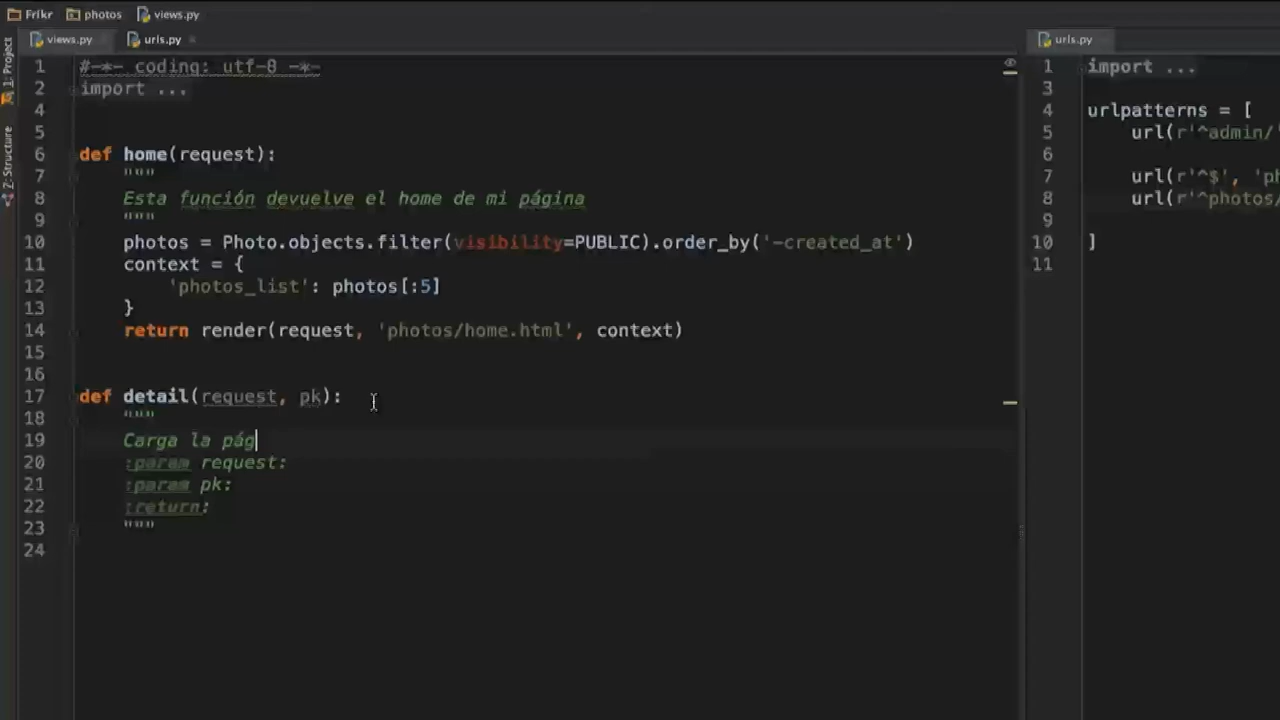 Frikr photos views.py
views.py urls.py
1: Project
7: Structure
1 #-*- coding: utf-8 -*-
2 import ...
4
5
6 def home(request):
7 """
8 Esta función devuelve el home de mi página
9 """
10 photos = Photo.objects.filter(visibility=PUBLIC).order_by('-created_at')
11 context = {
12 'photos_list': photos[:5]
13 }
14 return render(request, 'photos/home.html', context)
15
16
17 def detail(request, pk):
18 """
19 Carga la pág
20 :param request:
21 :param pk:
22 :return:
23 """
24
urls.py
1 import ...
3
4 urlpatterns = [
5 url(r'^admin/'
6
7 url(r'^$', 'ph
8 url(r'^photos/
9
10 ]
11